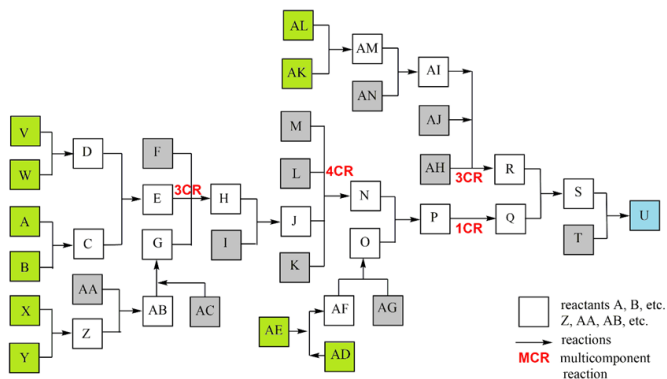 AL
AM
AK
AI
AN
AJ
M
V
D
F
L
4CR
AH
3CR
R
W
3CR
E
H
N
S
A
J
P
1CR
Q
U
C
G
I
O
T
B
K
AA
X
AB
AC
AF
AG
Z
AE
Y
AD
reactants A, B, etc.
Z, AA, AB, etc.
reactions
MCR multicomponent
reaction